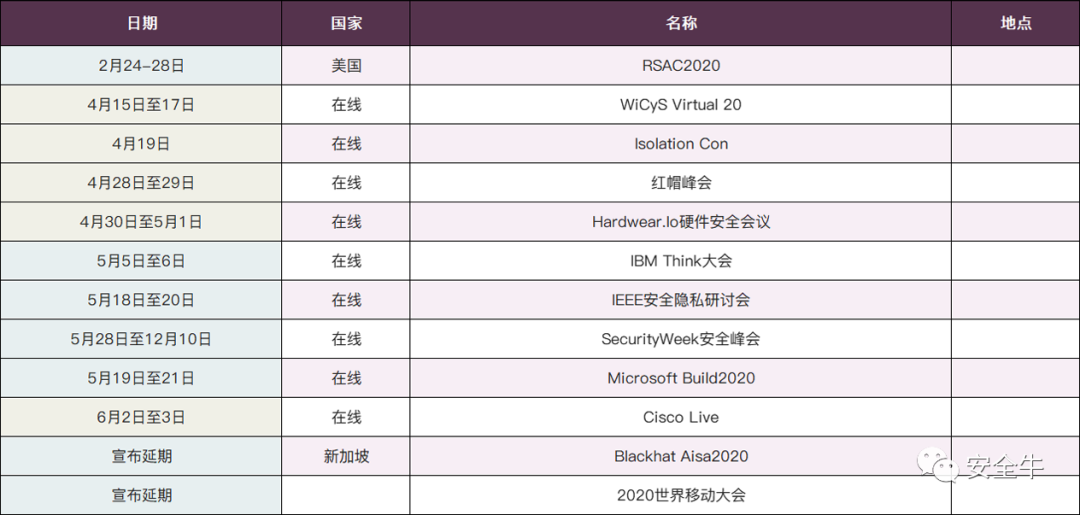 日期 国家 名称 地点
2月24-28日 美国 RSAC2020
4月15日至17日 在线 WiCyS Virtual 20
4月19日 在线 Isolation Con
4月28日至29日 在线 红帽峰会
4月30日至5月1日 在线 Hardwear.Io硬件安全会议
5月5日至6日 在线 IBM Think大会
5月18日至20日 在线 IEEE安全隐私研讨会
5月28日至12月10日 在线 SecurityWeek安全峰会
5月19日至21日 在线 Microsoft Build2020
6月2日至3日 在线 Cisco Live
宣布延期 新加坡 Blackhat Aisa2020
安全牛
宣布延期 2020世界移动大会